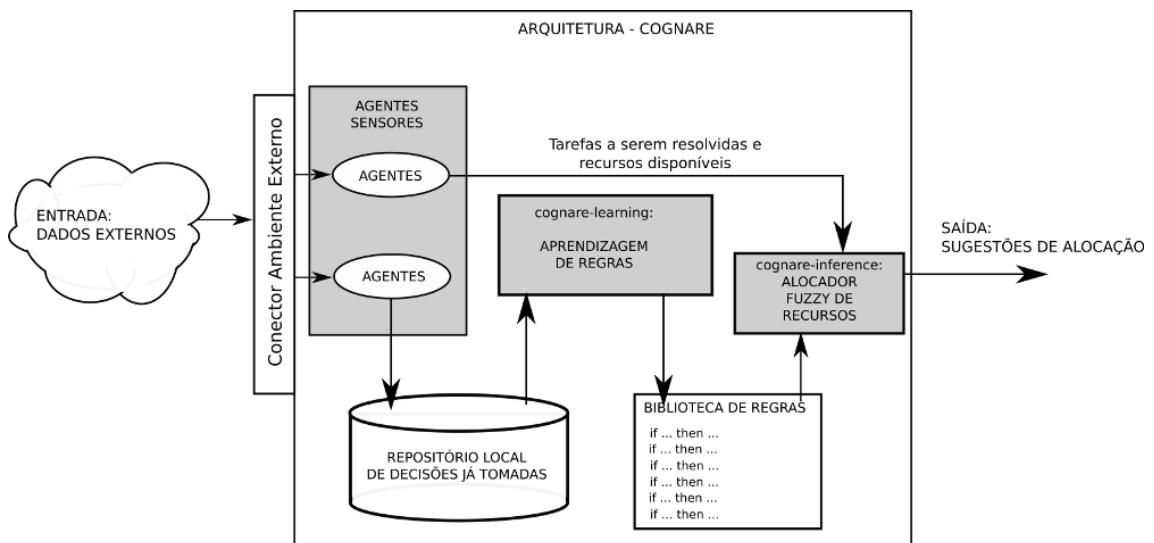 ARQUITETURA - COGNARE
AGENTES
SENSORES
Tarefas a serem resolvidas e
recursos disponíveis
AGENTES
ENTRADA:
DADOS EXTERNOS
Conector Ambiente Externo
cognare-learning:
APRENDIZAGEM
DE REGRAS
AGENTES
SAÍDA:
SUGESTÕES DE ALOCAÇÃO
cognare-inference:
ALOCADOR
FUZZY DE
RECURSOS
REPOSITÓRIO LOCAL
DE DECISÕES JÁ TOMADAS
BIBLIOTECA DE REGRAS
if ... then ...
if ... then ...
if ... then ...
if ... then ...
if ... then ...
if ... then ...